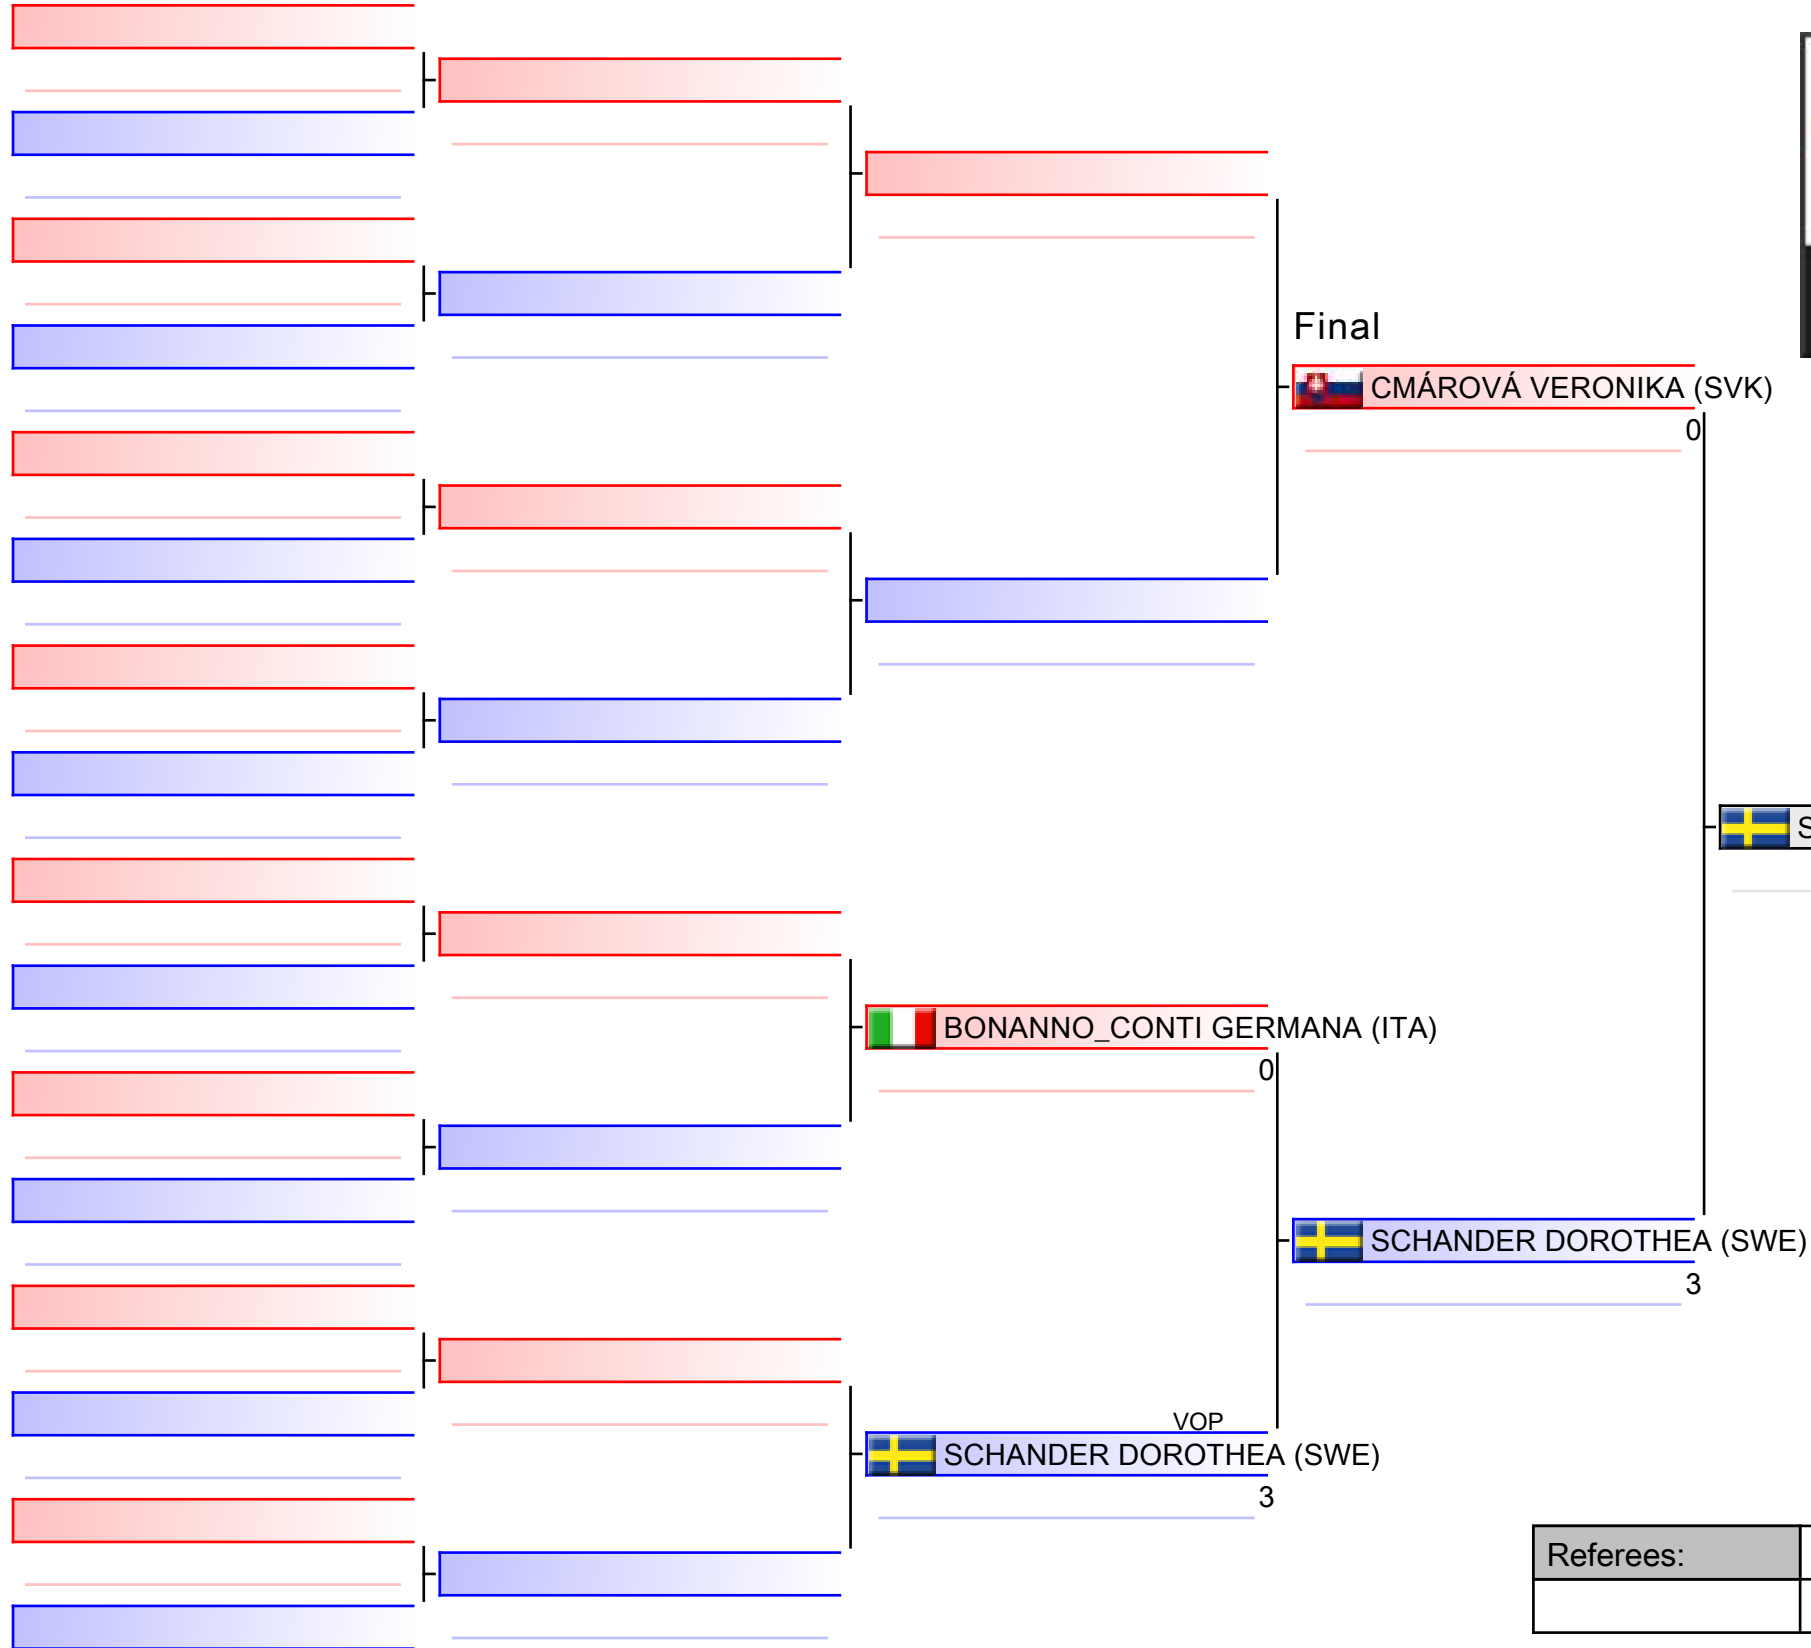 Final
CMÁROVÁ VERONIKA (SVK)
0
S
BONANNO_CONTI GERMANA (ITA)
0
SCHANDER DOROTHEA (SWE)
3
VOP
SCHANDER DOROTHEA (SWE)
3
Referees: